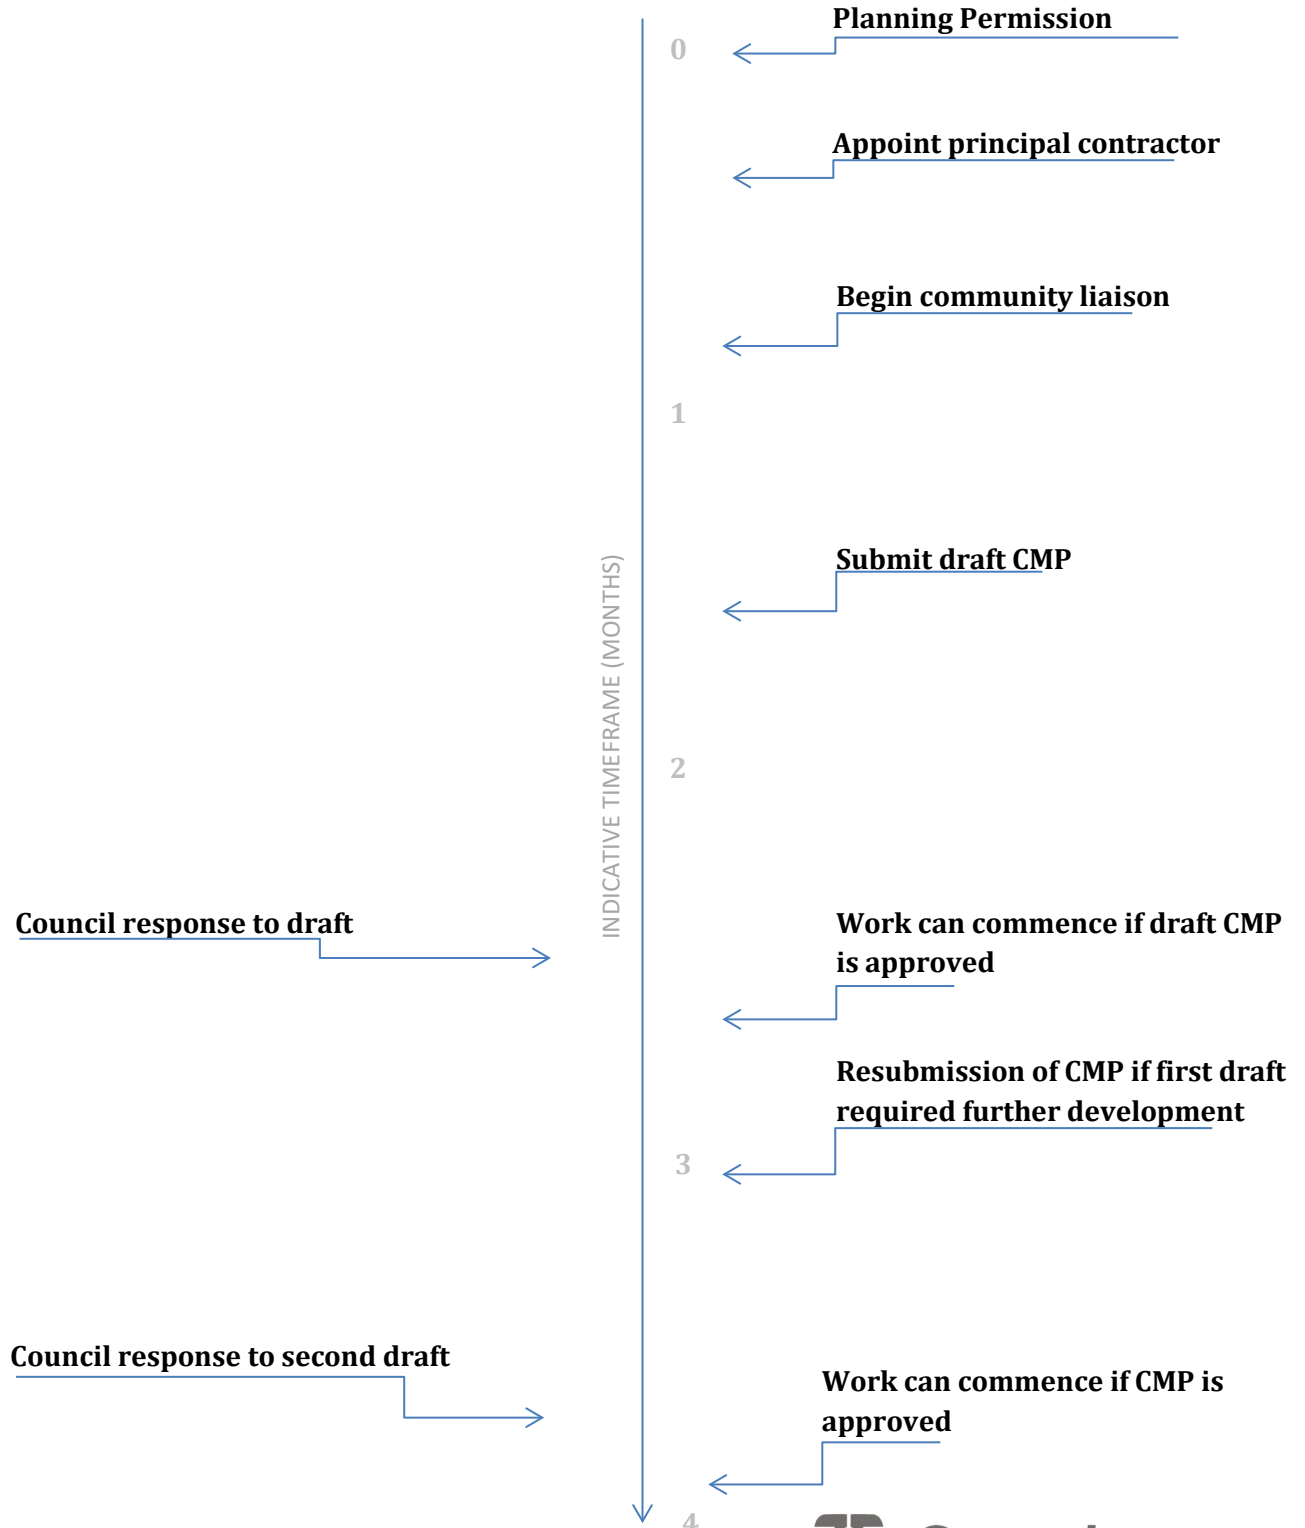 Planning Permission
0
Appoint principal contractor
Begin community liaison
1
Submit draft CMP
INDICATIVE TIMEFRAME (MONTHS)
2
Council response to draft
Work can commence if draft CMP
is approved
Resubmission of CMP if first draft
required further development
3
Council response to second draft
Work can commence if CMP is
approved
4